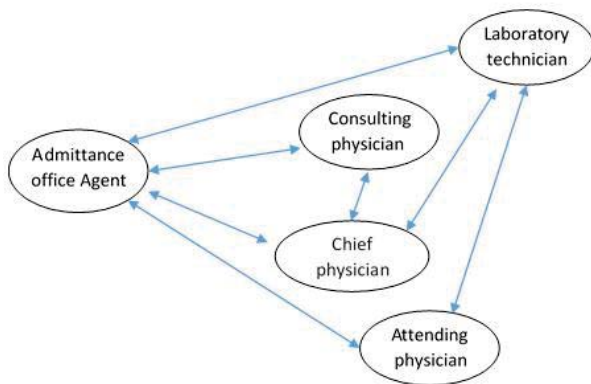 Laboratory
technician
Consulting
physician
Admittance
office Agent
Chief
physician
Attending
physician